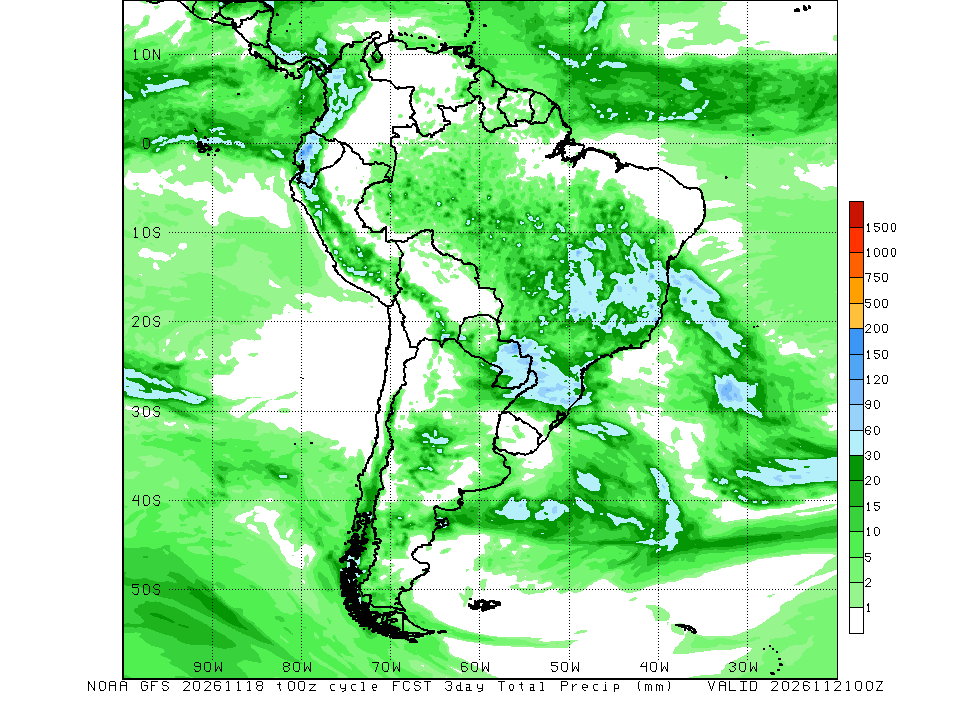 10N
0
10S
20S
30S
40S
50S
90W 80W 70W 60W 50W 40W 30W
1500
1000
750
500
200
150
120
90
60
30
20
15
10
5
2
1
NOAA GFS 20261118 t00z cycle FCST 3day Total Precip (mm) VALID 2026112100Z